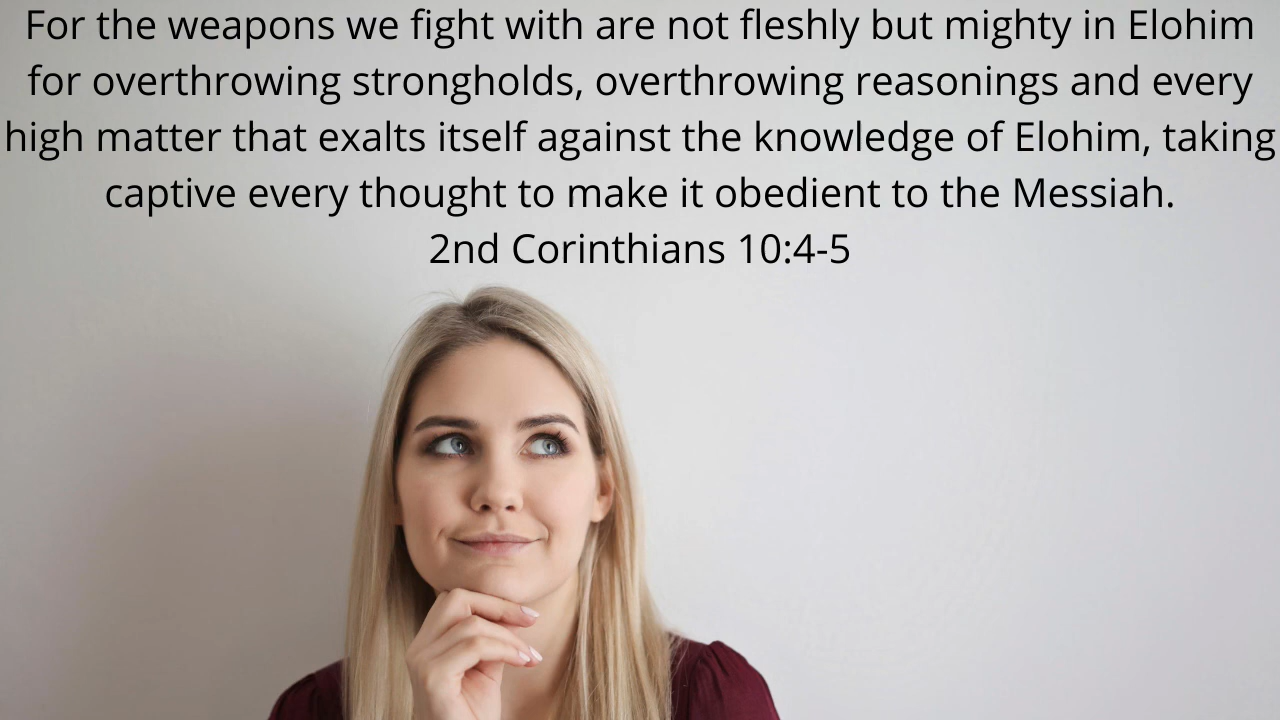 For the weapons we fight with are not fleshly but mighty in Elohim
for overthrowing strongholds, overthrowing reasonings and every
high matter that exalts itself against the knowledge of Elohim, taking
captive every thought to make it obedient to the Messiah.
2nd Corinthians 10:4-5